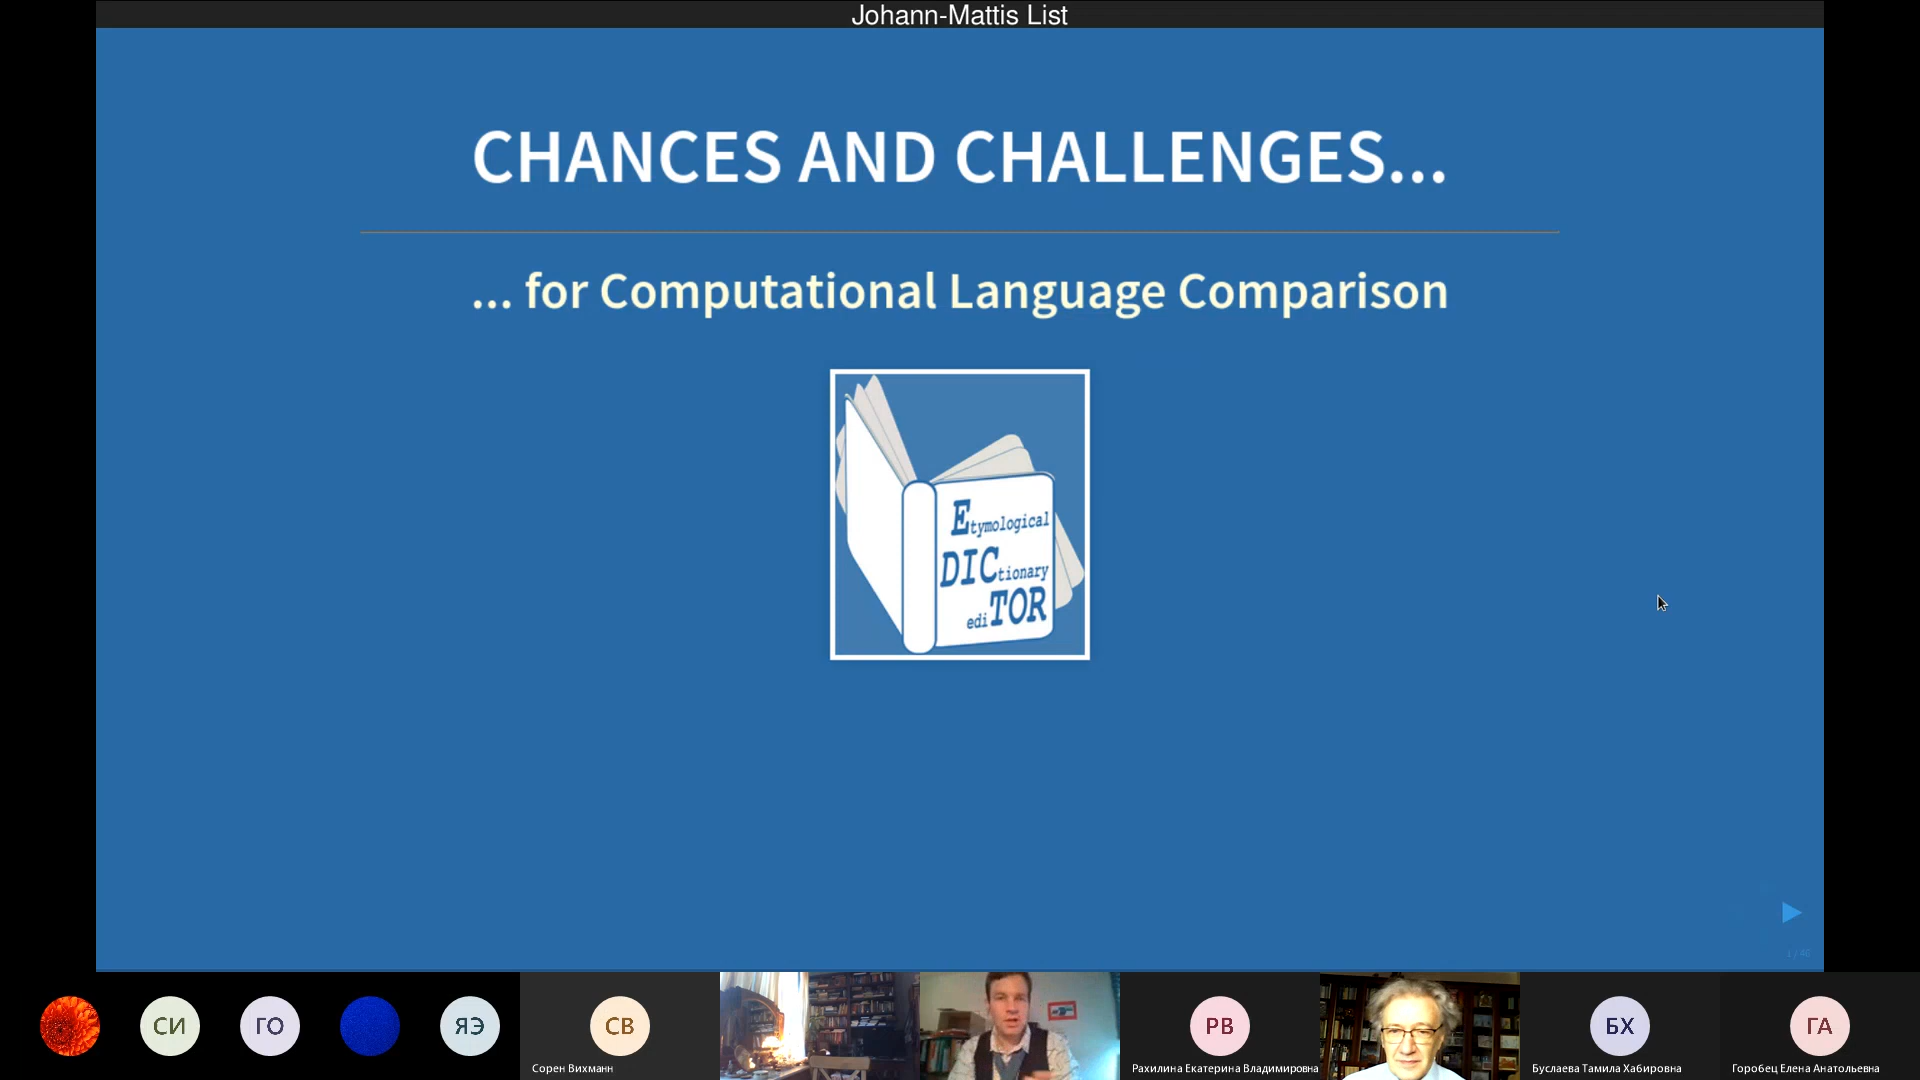 Johann-Mattis List
CHANCES AND CHALLENGES...
... for Computational Language Comparison
Etymological
DICtionary
ediTOR
СИ
ГО
ЯЭ
СВ
РВ
БХ
ГА
Сорен Вихманн
Рахилина Екатерина Владимировна
Буслаева Тамила Хабировна
Горобец Елена Анатольевна